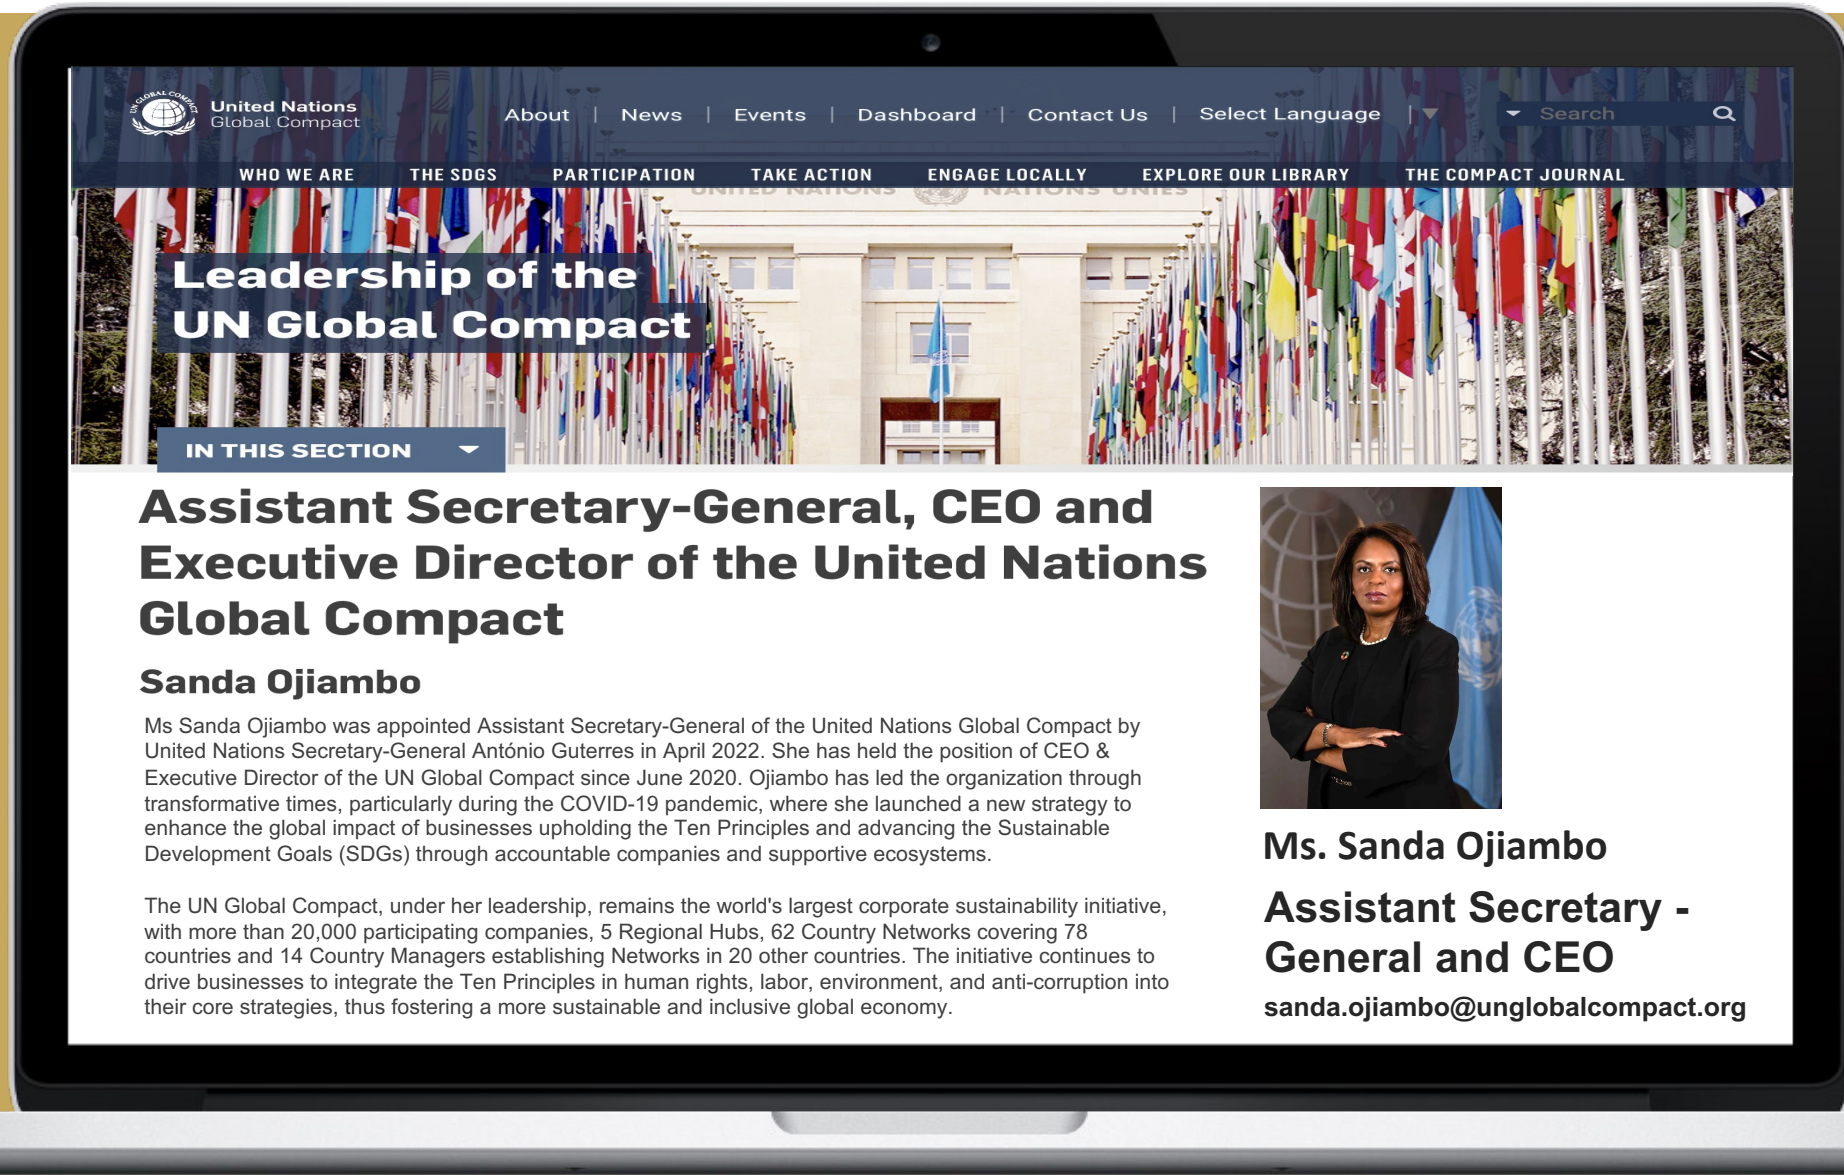 UN GLOBAL COMPACT
United Nations
Global Compact
About | News | Events | Dashboard | Contact Us | Select Language | Search
WHO WE ARE THE SDGS PARTICIPATION TAKE ACTION ENGAGE LOCALLY EXPLORE OUR LIBRARY THE COMPACT JOURNAL
UNITED NATIONS NATIONS UNIES
Leadership of the
UN Global Compact
IN THIS SECTION
Assistant Secretary-General, CEO and
Executive Director of the United Nations
Global Compact
Sanda Ojiambo
Ms Sanda Ojiambo was appointed Assistant Secretary-General of the United Nations Global Compact by
United Nations Secretary-General António Guterres in April 2022. She has held the position of CEO &
Executive Director of the UN Global Compact since June 2020. Ojiambo has led the organization through
transformative times, particularly during the COVID-19 pandemic, where she launched a new strategy to
enhance the global impact of businesses upholding the Ten Principles and advancing the Sustainable
Development Goals (SDGs) through accountable companies and supportive ecosystems.
The UN Global Compact, under her leadership, remains the world's largest corporate sustainability initiative,
with more than 20,000 participating companies, 5 Regional Hubs, 62 Country Networks covering 78
countries and 14 Country Managers establishing Networks in 20 other countries. The initiative continues to
drive businesses to integrate the Ten Principles in human rights, labor, environment, and anti-corruption into
their core strategies, thus fostering a more sustainable and inclusive global economy.
Ms. Sanda Ojiambo
Assistant Secretary -
General and CEO
sanda.ojiambo@unglobalcompact.org